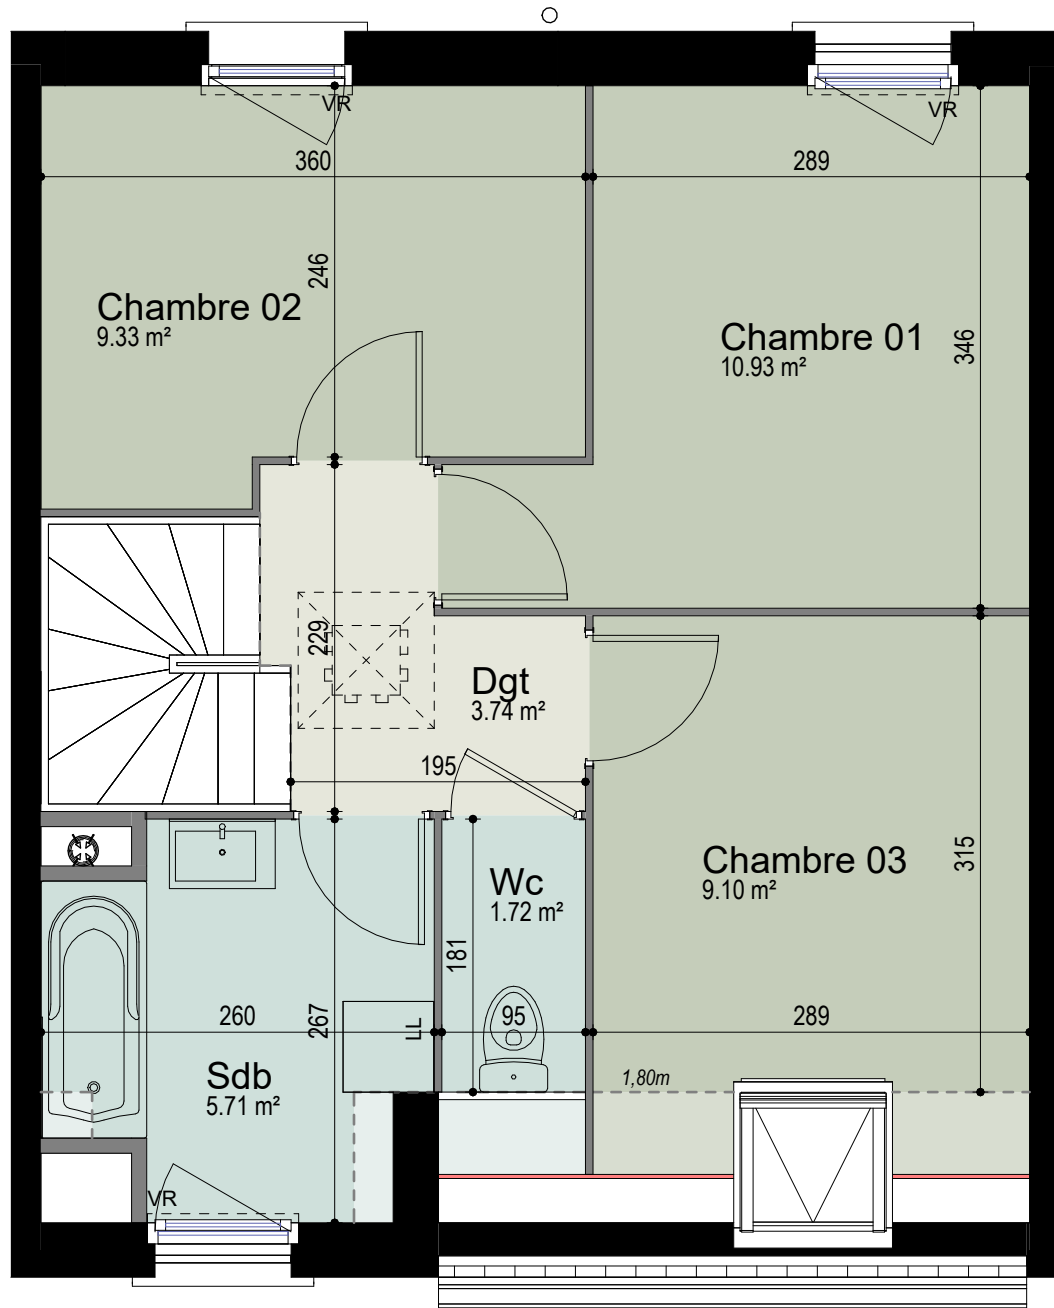 VR
VR
360
289
246
Chambre 02
9.33 m²
Chambre 01
10.93 m²
346
229
Dgt
3.74 m²
195
Chambre 03
9.10 m²
315
Wc
1.72 m²
181
260
267
LL
95
289
Sdb
5.71 m²
1,80m
VR